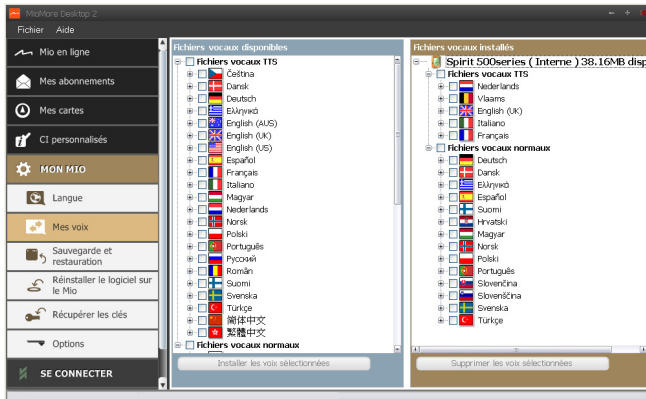 MioMore Desktop 2
Fichier Aide
Mio en ligne
Mes abonnements
Mes cartes
CI personnalisés
MON MIO
Langue
Mes voix
Sauvegarde et
restauration
Réinstaller le logiciel sur
le Mio
Récupérer les clés
Options
SE CONNECTER
Fichiers vocaux disponibles
Fichiers vocaux TTS
Čeština
Dansk
Deutsch
Ελληνικά
English (AUS)
English (UK)
English (US)
Español
Français
Italiano
Magyar
Nederlands
Norsk
Polski
Português
Русский
Român
Suomi
Svenska
Türkçe
简体中文
繁體中文
Fichiers vocaux normaux
Installer les voix sélectionnées
Fichiers vocaux installés
Spirit 500series ( Interne ) 38.16MB disp
Fichiers vocaux TTS
Nederlands
Vlaams
English (UK)
Italiano
Français
Fichiers vocaux normaux
Deutsch
Dansk
Ελληνικά
Español
Suomi
Hrvatski
Magyar
Norsk
Polski
Português
Slovenčina
Slovenščina
Svenska
Türkçe
Supprimer les voix sélectionnées